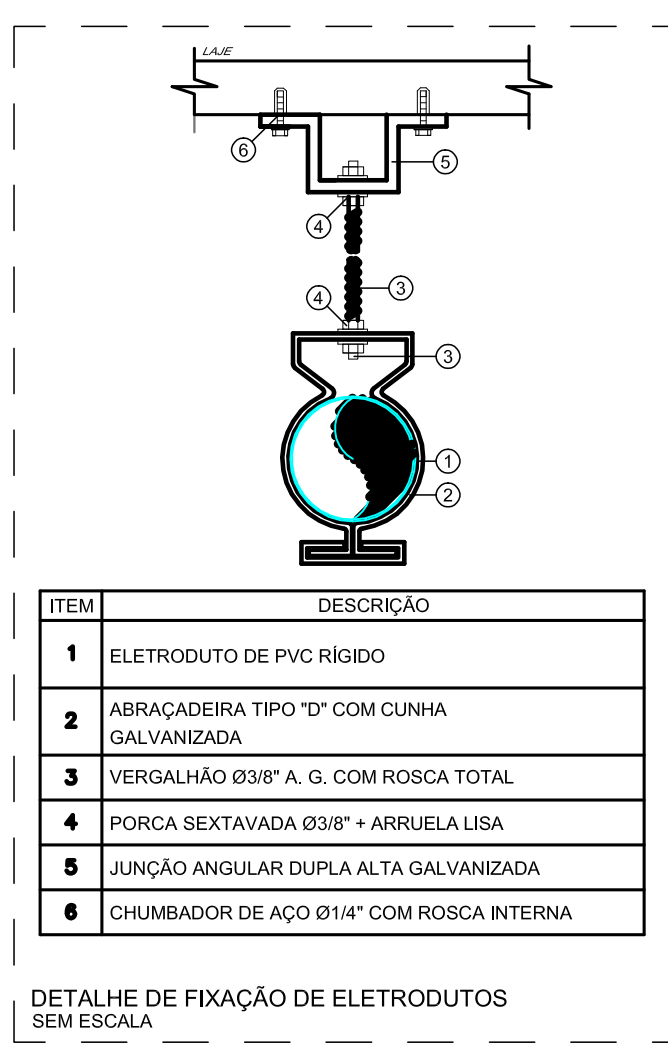 LAJE
6
5
4
3
4
3
1
2
ITEM DESCRIÇÃO
1 ELETRODUTO DE PVC RÍGIDO
2 ABRAÇADEIRA TIPO "D" COM CUNHA
GALVANIZADA
3 VERGALHÃO Ø3/8" A. G. COM ROSCA TOTAL
4 PORCA SEXTAVADA Ø3/8" + ARRUELA LISA
5 JUNÇÃO ANGULAR DUPLA ALTA GALVANIZADA
6 CHUMBADOR DE AÇO Ø1/4" COM ROSCA INTERNA
DETALHE DE FIXAÇÃO DE ELETRODUTOS
SEM ESCALA